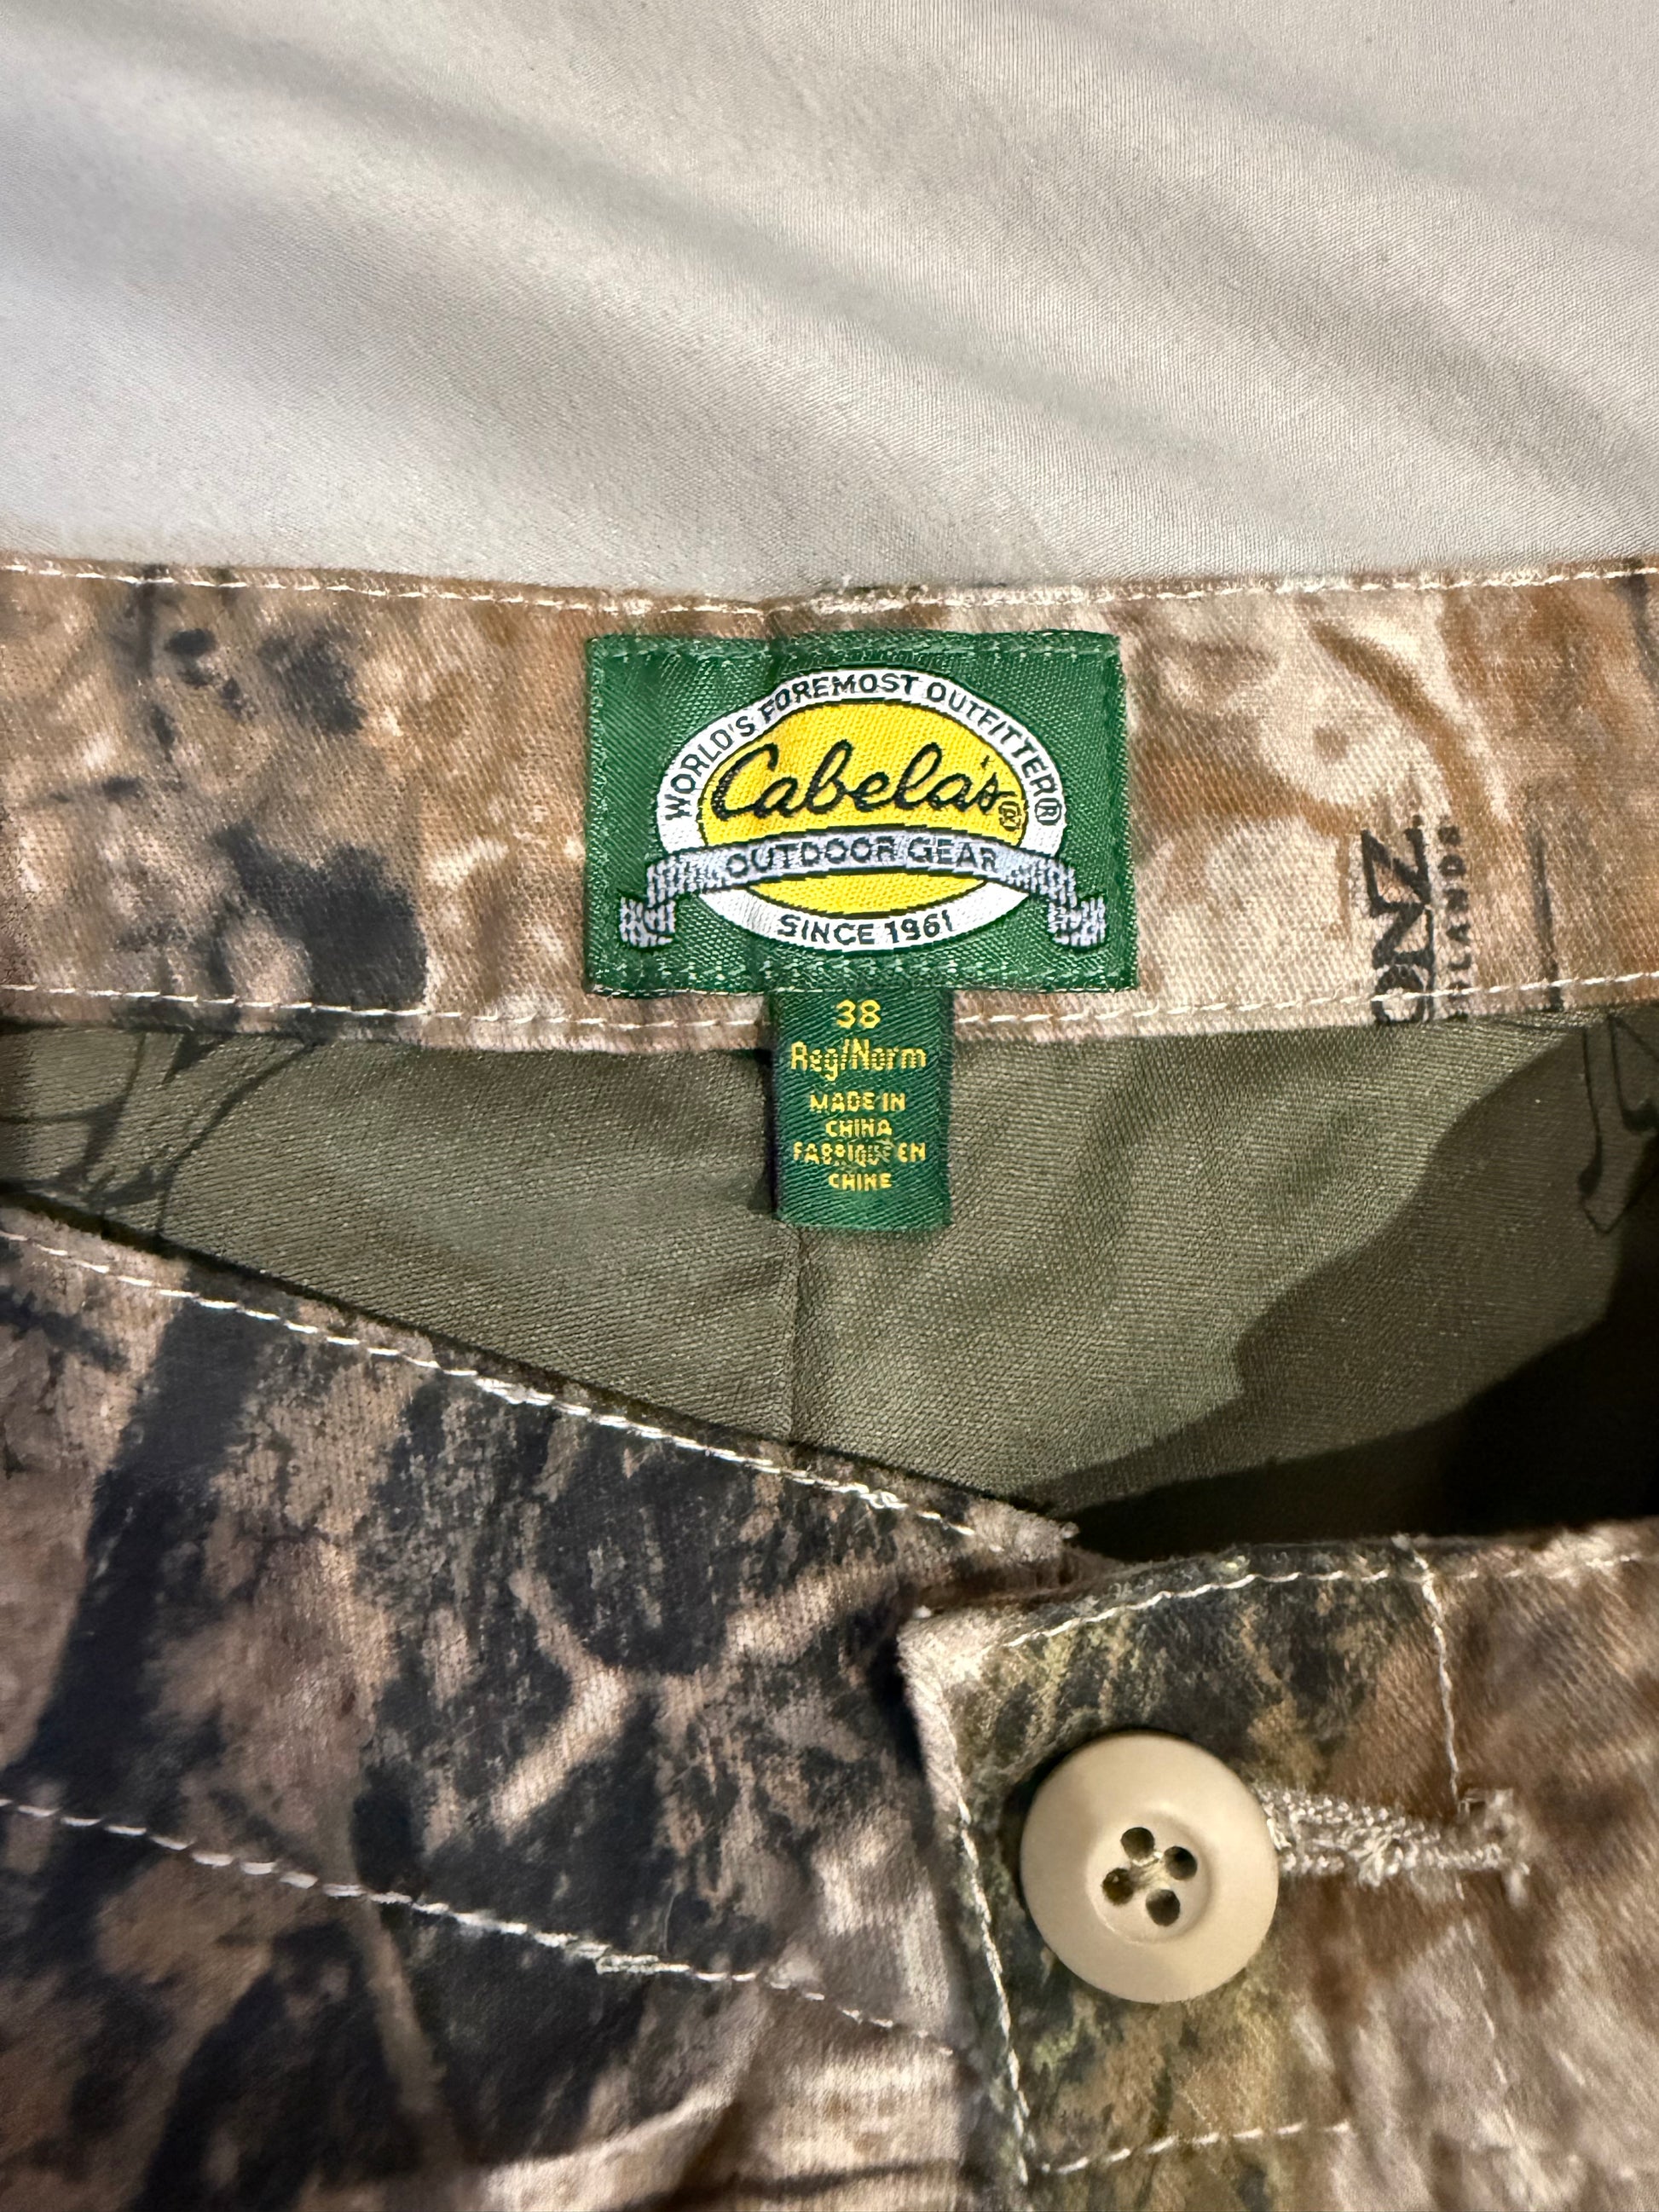 WORLD'S FOREMOST OUTFITTER®
Cabela's®
OUTDOOR GEAR
SINCE 1961
38
Reg/Norm
MADE IN
CHINA
FABRIQUÉ EN
CHINE